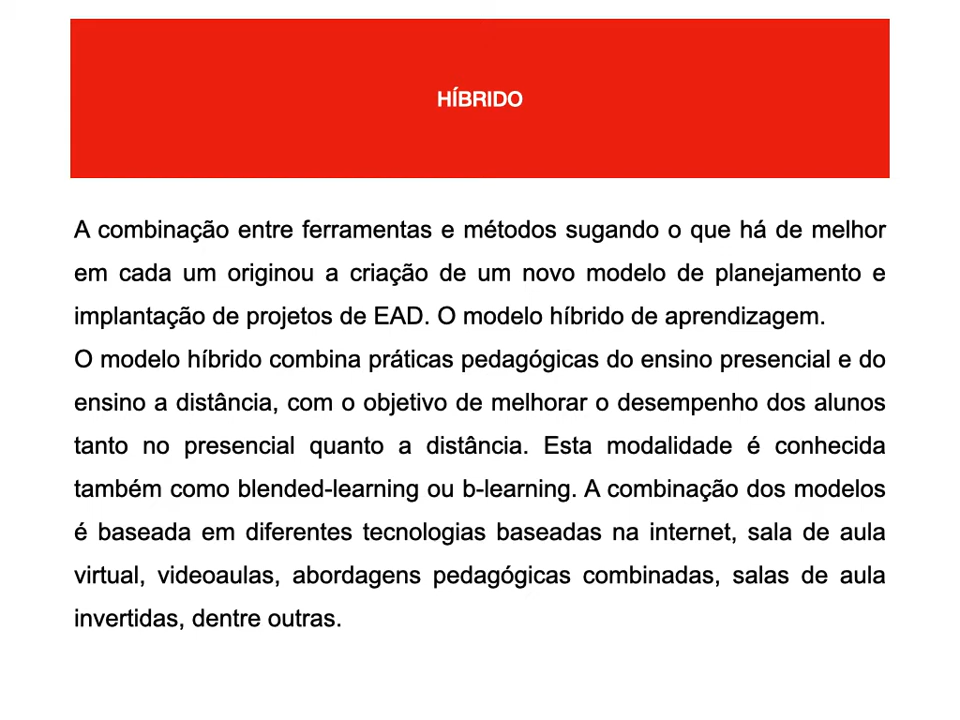 HÍBRIDO
A combinação entre ferramentas e métodos sugando o que há de melhor
em cada um originou a criação de um novo modelo de planejamento e
implantação de projetos de EAD. O modelo híbrido de aprendizagem.
O modelo híbrido combina práticas pedagógicas do ensino presencial e do
ensino a distância, com o objetivo de melhorar o desempenho dos alunos
tanto no presencial quanto a distância. Esta modalidade é conhecida
também como blended-learning ou b-learning. A combinação dos modelos
é baseada em diferentes tecnologias baseadas na internet, sala de aula
virtual, videoaulas, abordagens pedagógicas combinadas, salas de aula
invertidas, dentre outras.